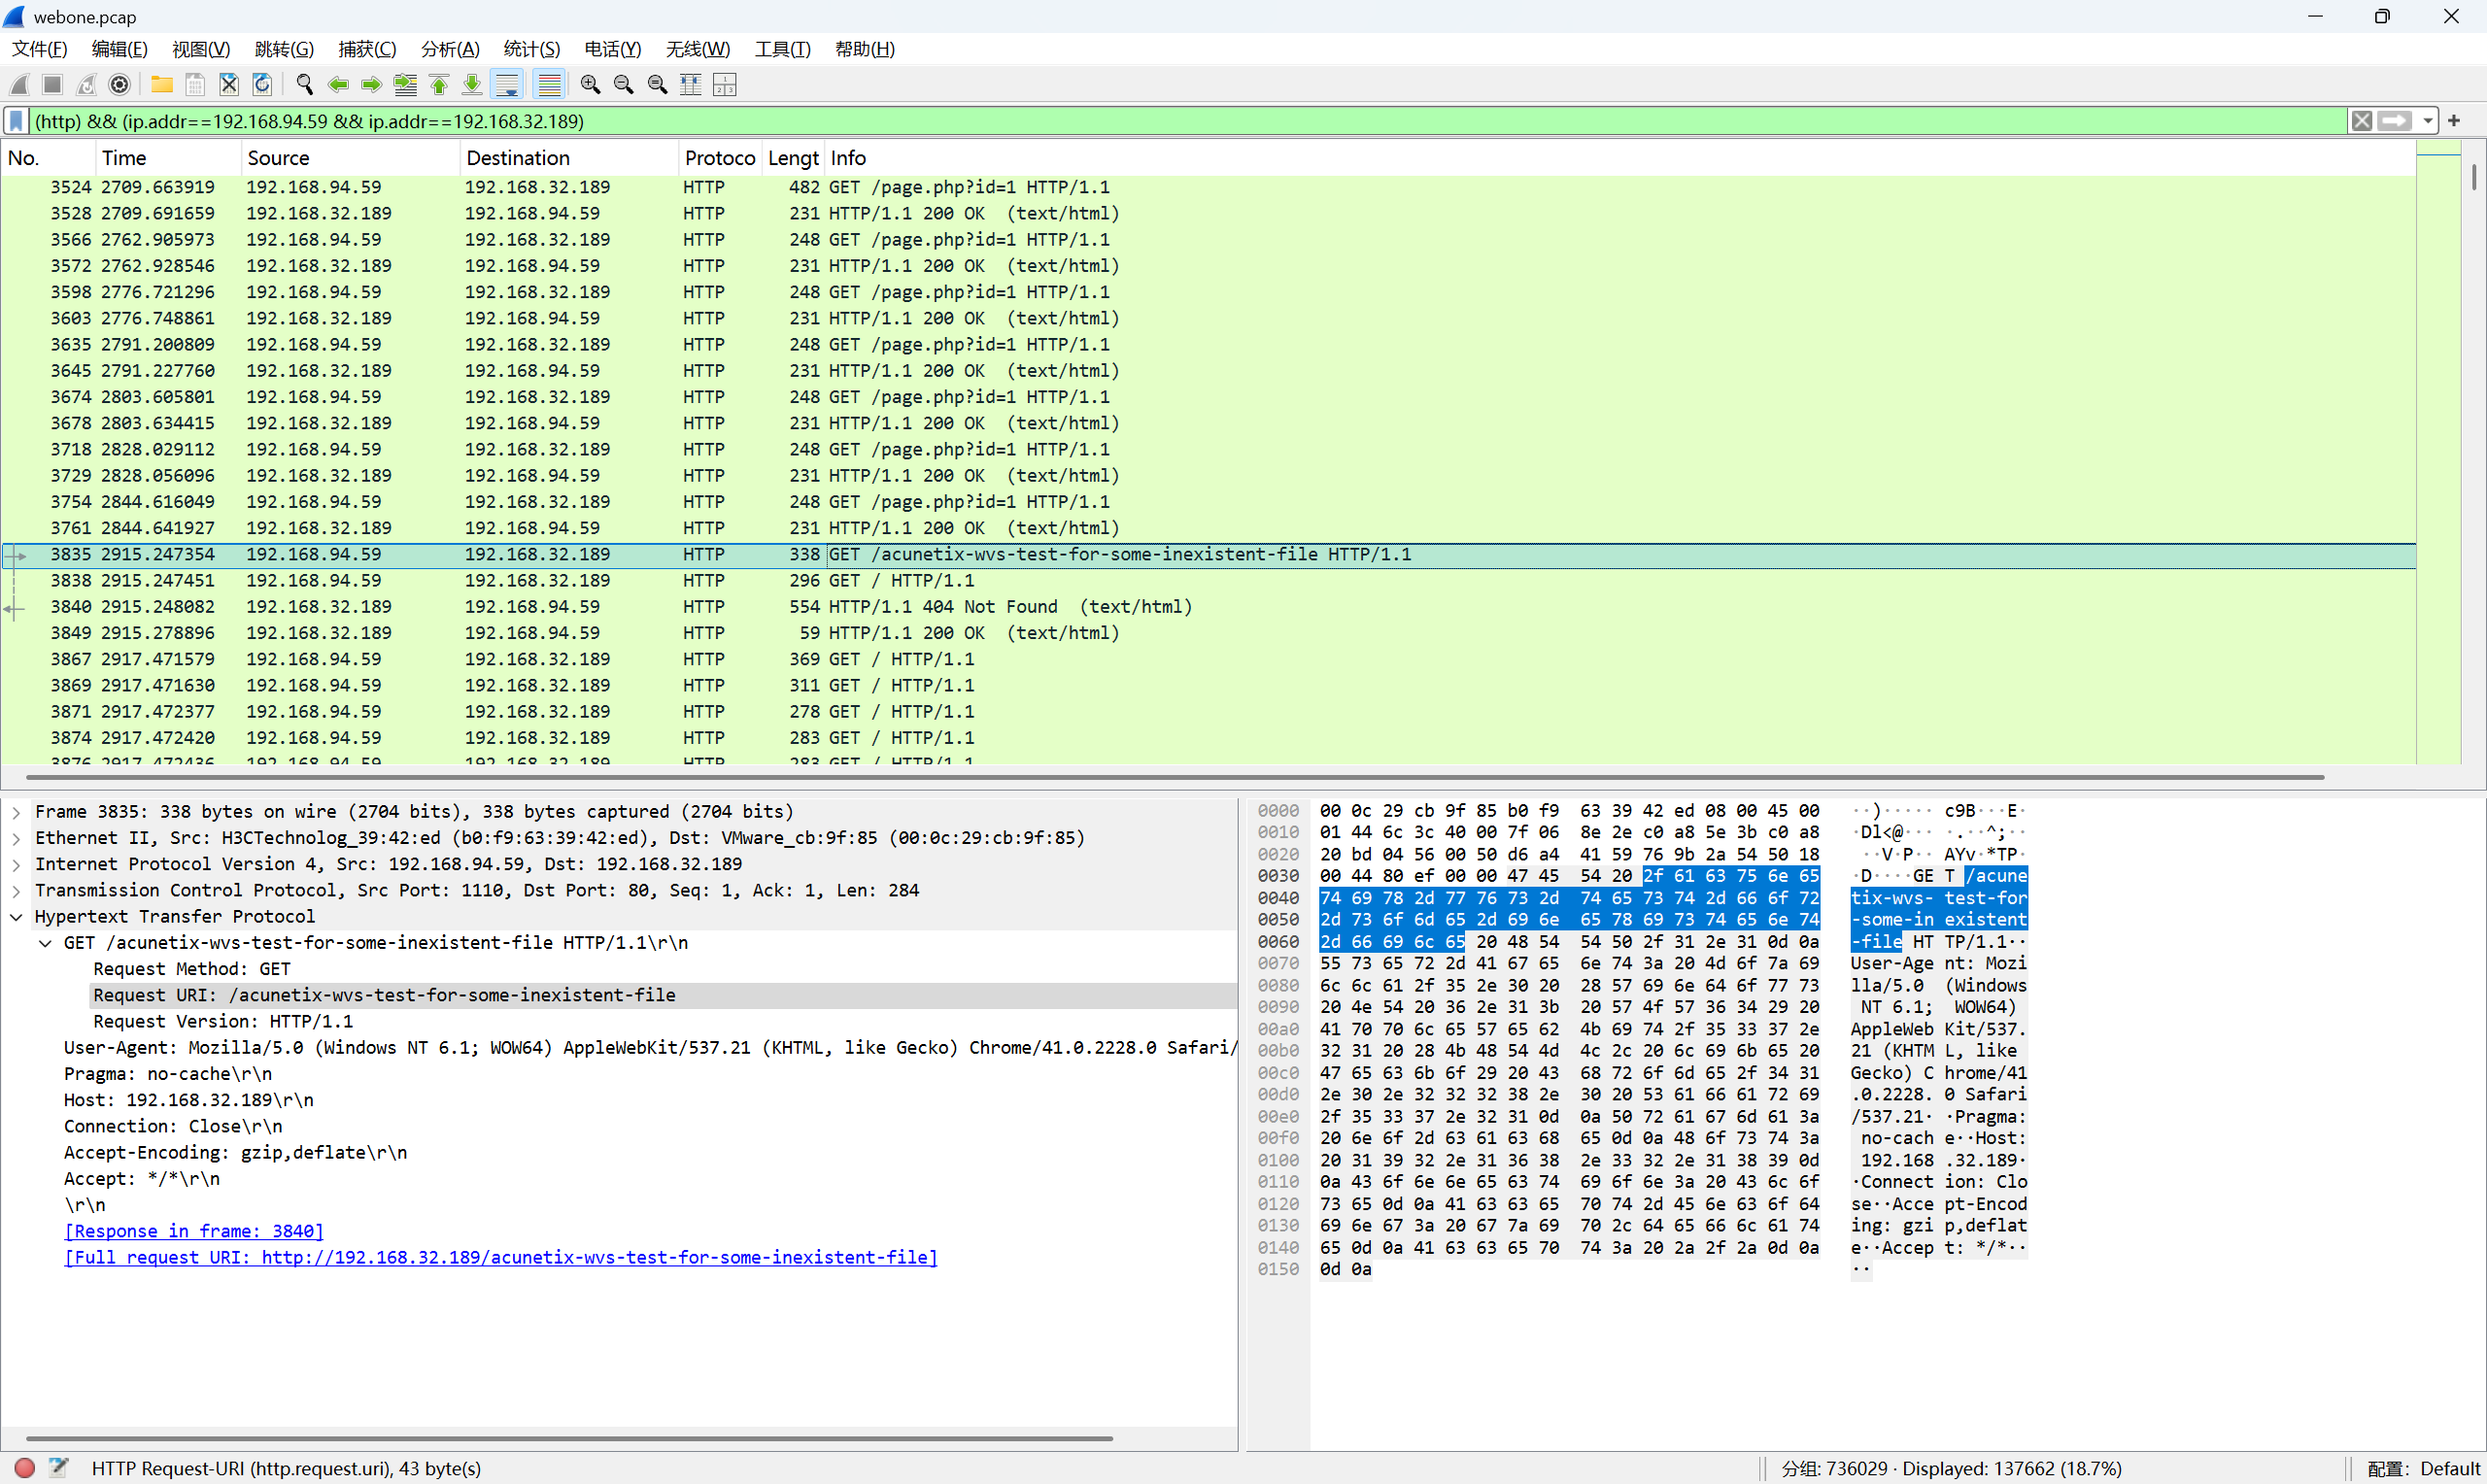 webone.pcap
文件(F) 编辑(E) 视图(V) 跳转(G) 捕获(C) 分析(A) 统计(S) 电话(Y) 无线(W) 工具(T) 帮助(H)
(http) && (ip.addr==192.168.94.59 && ip.addr==192.168.32.189)
No. Time Source Destination Protoco Lengt Info
3524 2709.663919 192.168.94.59 192.168.32.189 HTTP 482 GET /page.php?id=1 HTTP/1.1
3528 2709.691659 192.168.32.189 192.168.94.59 HTTP 231 HTTP/1.1 200 OK (text/html)
3566 2762.905973 192.168.94.59 192.168.32.189 HTTP 248 GET /page.php?id=1 HTTP/1.1
3572 2762.928546 192.168.32.189 192.168.94.59 HTTP 231 HTTP/1.1 200 OK (text/html)
3598 2776.721296 192.168.94.59 192.168.32.189 HTTP 248 GET /page.php?id=1 HTTP/1.1
3603 2776.748861 192.168.32.189 192.168.94.59 HTTP 231 HTTP/1.1 200 OK (text/html)
3635 2791.200809 192.168.94.59 192.168.32.189 HTTP 248 GET /page.php?id=1 HTTP/1.1
3645 2791.227760 192.168.32.189 192.168.94.59 HTTP 231 HTTP/1.1 200 OK (text/html)
3674 2803.605801 192.168.94.59 192.168.32.189 HTTP 248 GET /page.php?id=1 HTTP/1.1
3678 2803.634415 192.168.32.189 192.168.94.59 HTTP 231 HTTP/1.1 200 OK (text/html)
3718 2828.029112 192.168.94.59 192.168.32.189 HTTP 248 GET /page.php?id=1 HTTP/1.1
3729 2828.056096 192.168.32.189 192.168.94.59 HTTP 231 HTTP/1.1 200 OK (text/html)
3754 2844.616049 192.168.94.59 192.168.32.189 HTTP 248 GET /page.php?id=1 HTTP/1.1
3761 2844.641927 192.168.32.189 192.168.94.59 HTTP 231 HTTP/1.1 200 OK (text/html)
3835 2915.247354 192.168.94.59 192.168.32.189 HTTP 338 GET /acunetix-wvs-test-for-some-inexistent-file HTTP/1.1
3838 2915.247451 192.168.94.59 192.168.32.189 HTTP 296 GET / HTTP/1.1
3840 2915.248082 192.168.32.189 192.168.94.59 HTTP 554 HTTP/1.1 404 Not Found (text/html)
3849 2915.278896 192.168.32.189 192.168.94.59 HTTP 59 HTTP/1.1 200 OK (text/html)
3867 2917.471579 192.168.94.59 192.168.32.189 HTTP 369 GET / HTTP/1.1
3869 2917.471630 192.168.94.59 192.168.32.189 HTTP 311 GET / HTTP/1.1
3871 2917.472377 192.168.94.59 192.168.32.189 HTTP 278 GET / HTTP/1.1
3874 2917.472420 192.168.94.59 192.168.32.189 HTTP 283 GET / HTTP/1.1
3876 2917.472436 192.168.94.59 192.168.32.189 HTTP 283 GET / HTTP/1.1
Frame 3835: 338 bytes on wire (2704 bits), 338 bytes captured (2704 bits)
Ethernet II, Src: H3CTechnolog_39:42:ed (b0:f9:63:39:42:ed), Dst: VMware_cb:9f:85 (00:0c:29:cb:9f:85)
Internet Protocol Version 4, Src: 192.168.94.59, Dst: 192.168.32.189
Transmission Control Protocol, Src Port: 1110, Dst Port: 80, Seq: 1, Ack: 1, Len: 284
Hypertext Transfer Protocol
GET /acunetix-wvs-test-for-some-inexistent-file HTTP/1.1\r\n
Request Method: GET
Request URI: /acunetix-wvs-test-for-some-inexistent-file
Request Version: HTTP/1.1
User-Agent: Mozilla/5.0 (Windows NT 6.1; WOW64) AppleWebKit/537.21 (KHTML, like Gecko) Chrome/41.0.2228.0 Safari/
Pragma: no-cache\r\n
Host: 192.168.32.189\r\n
Connection: Close\r\n
Accept-Encoding: gzip,deflate\r\n
Accept: */*\r\n
\r\n
[Response in frame: 3840]
[Full request URI: http://192.168.32.189/acunetix-wvs-test-for-some-inexistent-file]
0000 00 0c 29 cb 9f 85 b0 f9 63 39 42 ed 08 00 45 00 ··)····· c9B···E·
0010 01 44 6c 3c 40 00 7f 06 8e 2e c0 a8 5e 3b c0 a8 ·Dl<@··· ·.··^;··
0020 20 bd 04 56 00 50 d6 a4 41 59 76 9b 2a 54 50 18 ··V·P·· AYv·*TP·
0030 00 44 80 ef 00 00 47 45 54 20 2f 61 63 75 6e 65 ·D····GE T /acune
0040 74 69 78 2d 77 76 73 2d 74 65 73 74 2d 66 6f 72 tix-wvs- test-for
0050 2d 73 6f 6d 65 2d 69 6e 65 78 69 73 74 65 6e 74 -some-in existent
0060 2d 66 69 6c 65 20 48 54 54 50 2f 31 2e 31 0d 0a -file HT TP/1.1··
0070 55 73 65 72 2d 41 67 65 6e 74 3a 20 4d 6f 7a 69 User-Age nt: Mozi
0080 6c 6c 61 2f 35 2e 30 20 28 57 69 6e 64 6f 77 73 lla/5.0 (Windows
0090 20 4e 54 20 36 2e 31 3b 20 57 4f 57 36 34 29 20 NT 6.1; WOW64)
00a0 41 70 70 6c 65 57 65 62 4b 69 74 2f 35 33 37 2e AppleWeb Kit/537.
00b0 32 31 20 28 4b 48 54 4d 4c 2c 20 6c 69 6b 65 20 21 (KHTM L, like
00c0 47 65 63 6b 6f 29 20 43 68 72 6f 6d 65 2f 34 31 Gecko) C hrome/41
00d0 2e 30 2e 32 32 32 38 2e 30 20 53 61 66 61 72 69 .0.2228. 0 Safari
00e0 2f 35 33 37 2e 32 31 0d 0a 50 72 61 67 6d 61 3a /537.21· ·Pragma:
00f0 20 6e 6f 2d 63 61 63 68 65 0d 0a 48 6f 73 74 3a no-cach e··Host:
0100 20 31 39 32 2e 31 36 38 2e 33 32 2e 31 38 39 0d 192.168 .32.189·
0110 0a 43 6f 6e 6e 65 63 74 69 6f 6e 3a 20 43 6c 6f ·Connect ion: Clo
0120 73 65 0d 0a 41 63 63 65 70 74 2d 45 6e 63 6f 64 se··Acce pt-Encod
0130 69 6e 67 3a 20 67 7a 69 70 2c 64 65 66 6c 61 74 ing: gzi p,deflat
0140 65 0d 0a 41 63 63 65 70 74 3a 20 2a 2f 2a 0d 0a e··Accep t: */*··
0150 0d 0a ··
HTTP Request-URI (http.request.uri), 43 byte(s) 分组: 736029 · Displayed: 137662 (18.7%) 配置: Default